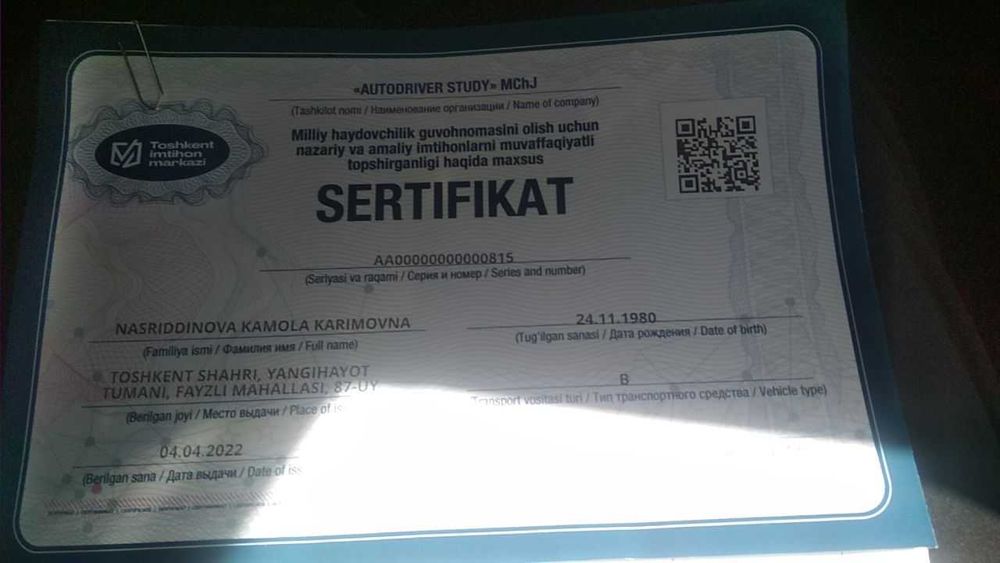 «AUTODRIVER STUDY» MChJ
(Tashkilot nomi / Наименование организации / Name of company)
Toshkent
imtihon
markazi
Milliy haydovchilik guvohnomasini olish uchun
nazariy va amaliy imtihonlarni muvaffaqiyatli
topshirganligi haqida maxsus
SERTIFIKAT
AA00000000000815
(Seriyasi va raqami / Серия и номер / Series and number)
NASRIDDINOVA KAMOLA KARIMOVNA
(Familiya ismi / Фамилия имя / Full name)
24.11.1980
(Tug'ilgan sanasi / Дата рождения / Date of birth)
TOSHKENT SHAHRI, YANGIHAYOT
TUMANI, FAYZLI MAHALLASI, 87-UY
(Berilgan joyi / Место выдачи / Place of
B
Transport vositasi turi / Тип транспортного средства / Vehicle type)
04.04.2022
(Berilgan sana / Дата выдачи / Date of